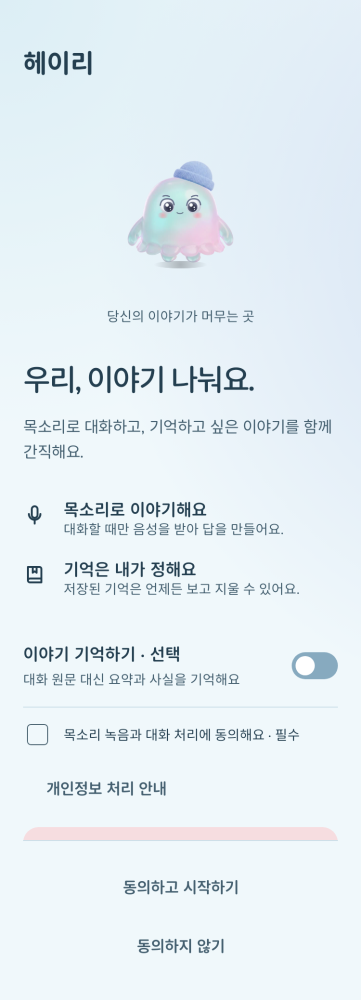 헤이리
당신의 이야기가 머무는 곳
우리, 이야기 나눠요.
목소리로 대화하고, 기억하고 싶은 이야기를 함께
간직해요.
목소리로 이야기해요
대화할 때만 음성을 받아 답을 만들어요.
기억은 내가 정해요
저장된 기억은 언제든 보고 지울 수 있어요.
이야기 기억하기 · 선택
대화 원문 대신 요약과 사실을 기억해요
목소리 녹음과 대화 처리에 동의해요 · 필수
개인정보 처리 안내
동의하고 시작하기
동의하지 않기